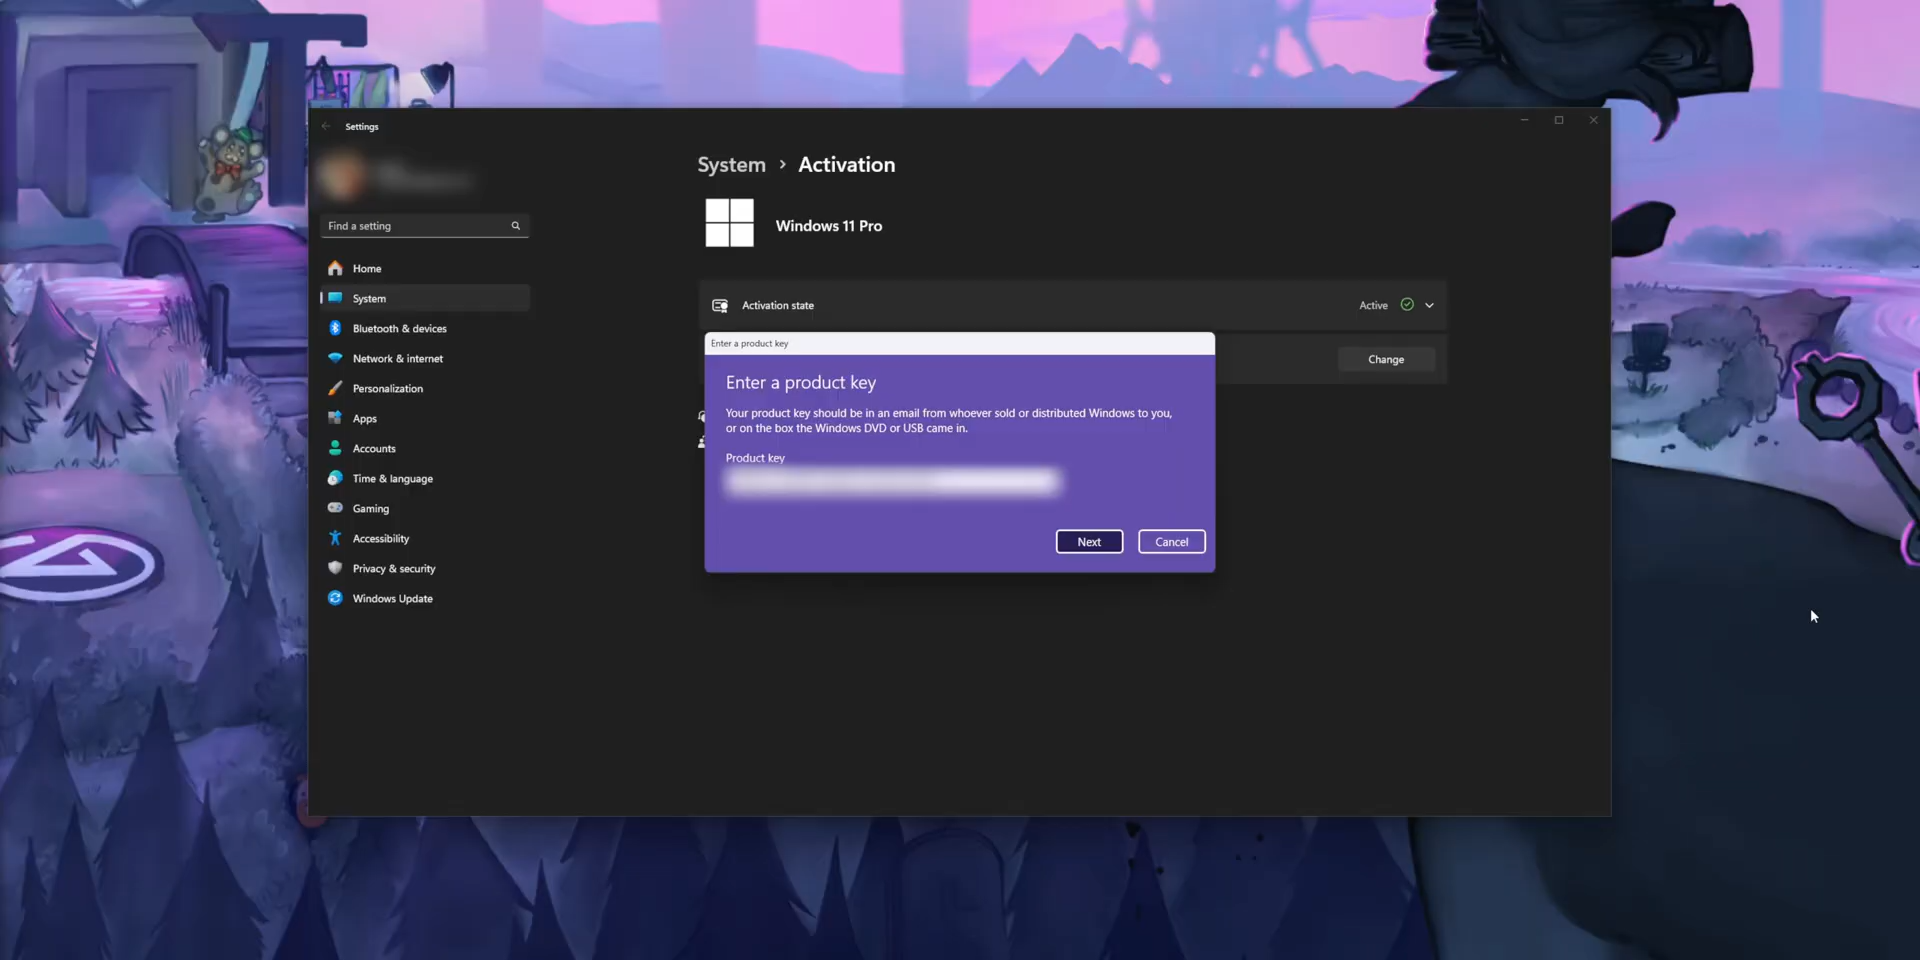 Settings
Find a setting
Home
System
Bluetooth & devices
Network & internet
Personalization
Apps
Accounts
Time & language
Gaming
Accessibility
Privacy & security
Windows Update
System > Activation
Windows 11 Pro
Activation state
Active
Change
Enter a product key
Enter a product key
Your product key should be in an email from whoever sold or distributed Windows to you,
or on the box the Windows DVD or USB came in.
Product key
Next
Cancel